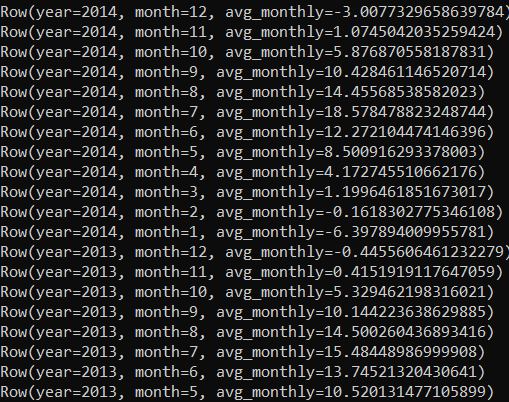 Row(year=2014, month=12, avg_monthly=-3.0077329658639784)
Row(year=2014, month=11, avg_monthly=1.0745042035259424)
Row(year=2014, month=10, avg_monthly=5.876870558187831)
Row(year=2014, month=9, avg_monthly=10.428461146520714)
Row(year=2014, month=8, avg_monthly=14.45568538582023)
Row(year=2014, month=7, avg_monthly=18.578478823248744)
Row(year=2014, month=6, avg_monthly=12.272104474146396)
Row(year=2014, month=5, avg_monthly=8.500916293378003)
Row(year=2014, month=4, avg_monthly=4.172745510662176)
Row(year=2014, month=3, avg_monthly=1.1996461851673017)
Row(year=2014, month=2, avg_monthly=-0.1618302775346108)
Row(year=2014, month=1, avg_monthly=-6.397894009955781)
Row(year=2013, month=12, avg_monthly=-0.4455606461232279)
Row(year=2013, month=11, avg_monthly=0.4151919117647059)
Row(year=2013, month=10, avg_monthly=5.329462198316021)
Row(year=2013, month=9, avg_monthly=10.144223638629885)
Row(year=2013, month=8, avg_monthly=14.500260436893416)
Row(year=2013, month=7, avg_monthly=15.48448986999908)
Row(year=2013, month=6, avg_monthly=13.74521320430641)
Row(year=2013, month=5, avg_monthly=10.520131477105899)